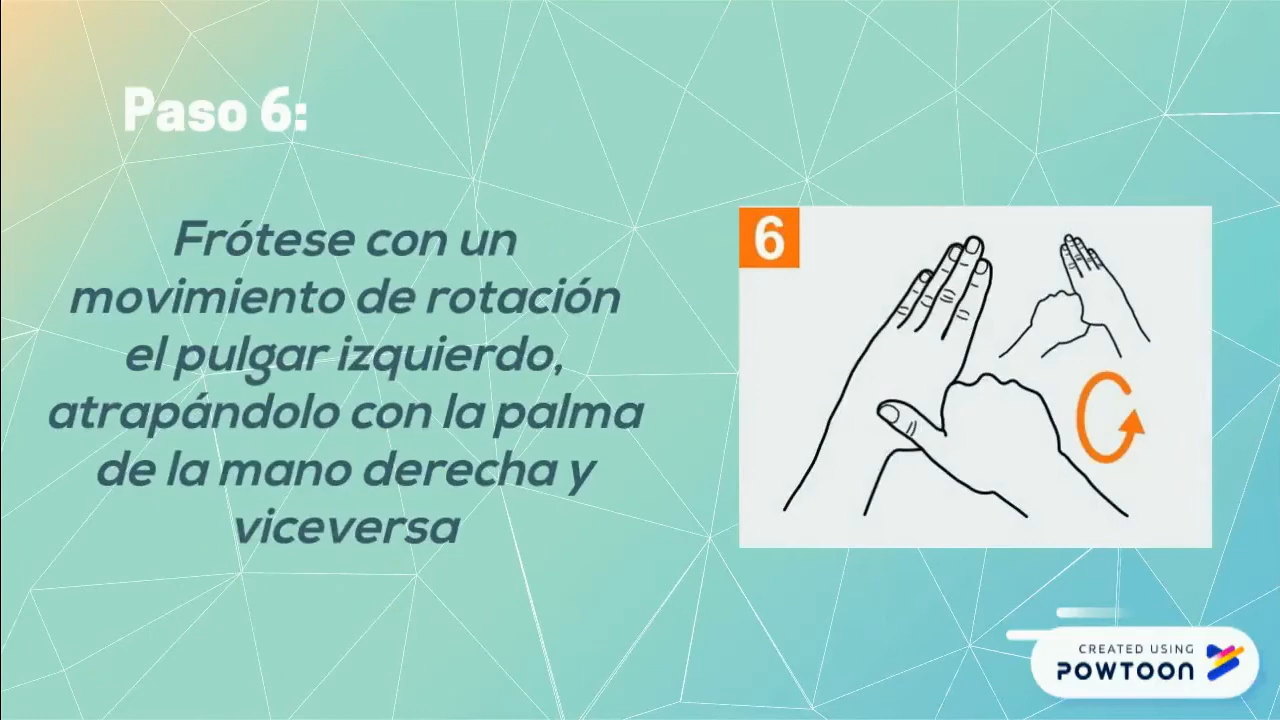 Paso 6:
Frótese con un
movimiento de rotación
el pulgar izquierdo,
atrapándolo con la palma
de la mano derecha y
viceversa
6
CREATED USING
POWTOON